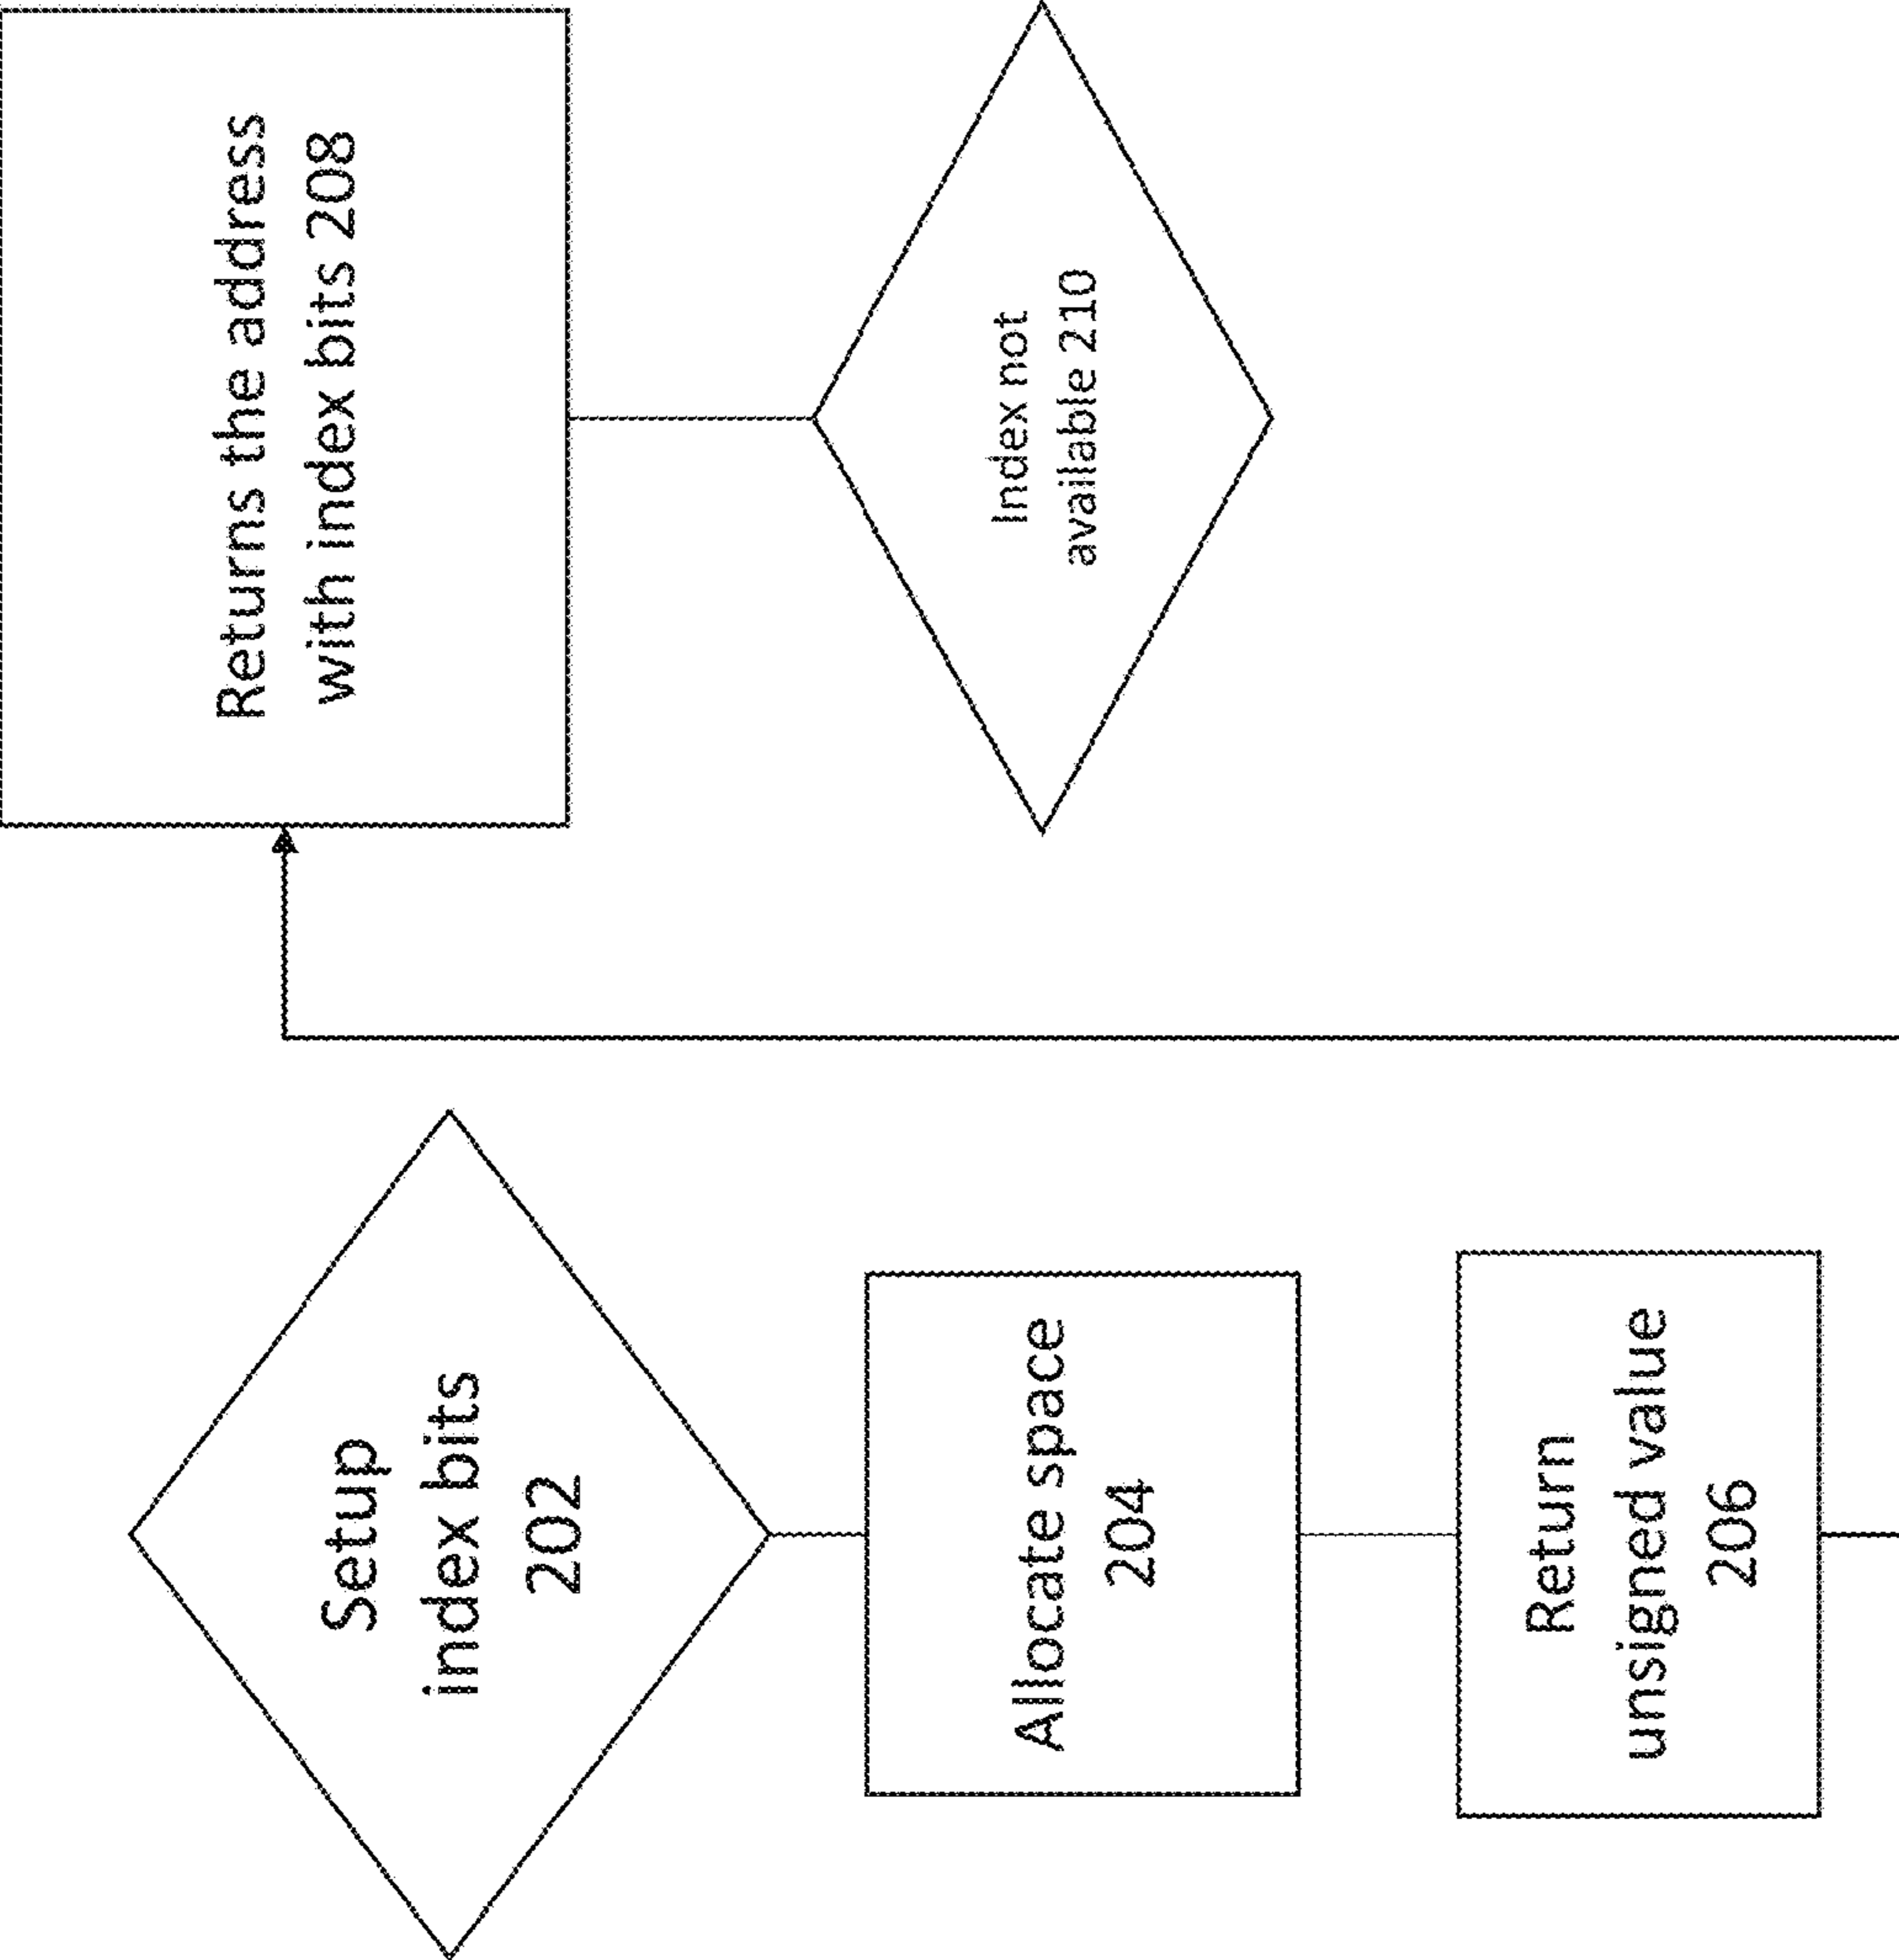 Setup
index bits
202
Allocate space
204
Return
unsigned value
206
Returns the address
with index bits 208
Index not
available 210